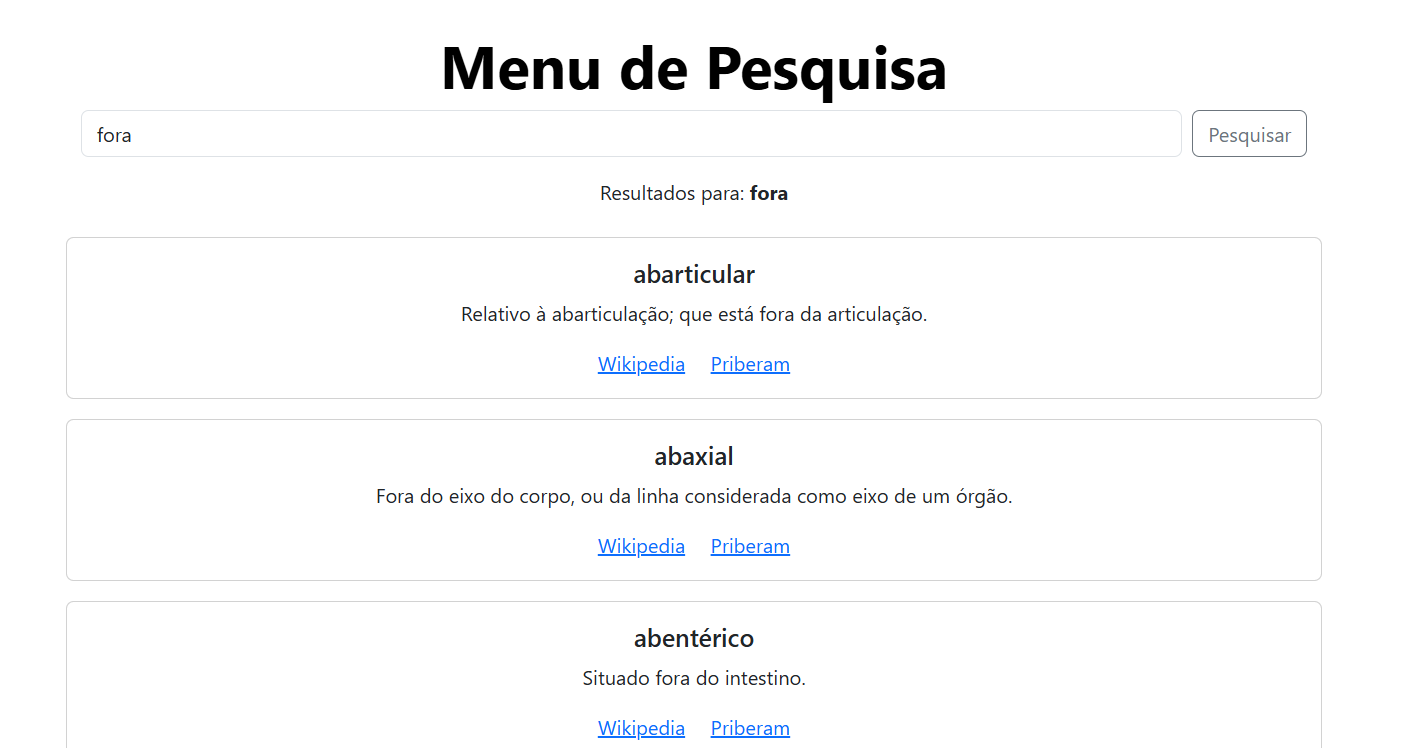 Menu de Pesquisa
fora Pesquisar
Resultados para: fora
abarticular
Relativo à abarticulação; que está fora da articulação.
Wikipedia Priberam
abaxial
Fora do eixo do corpo, ou da linha considerada como eixo de um órgão.
Wikipedia Priberam
abentérico
Situado fora do intestino.
Wikipedia Priberam